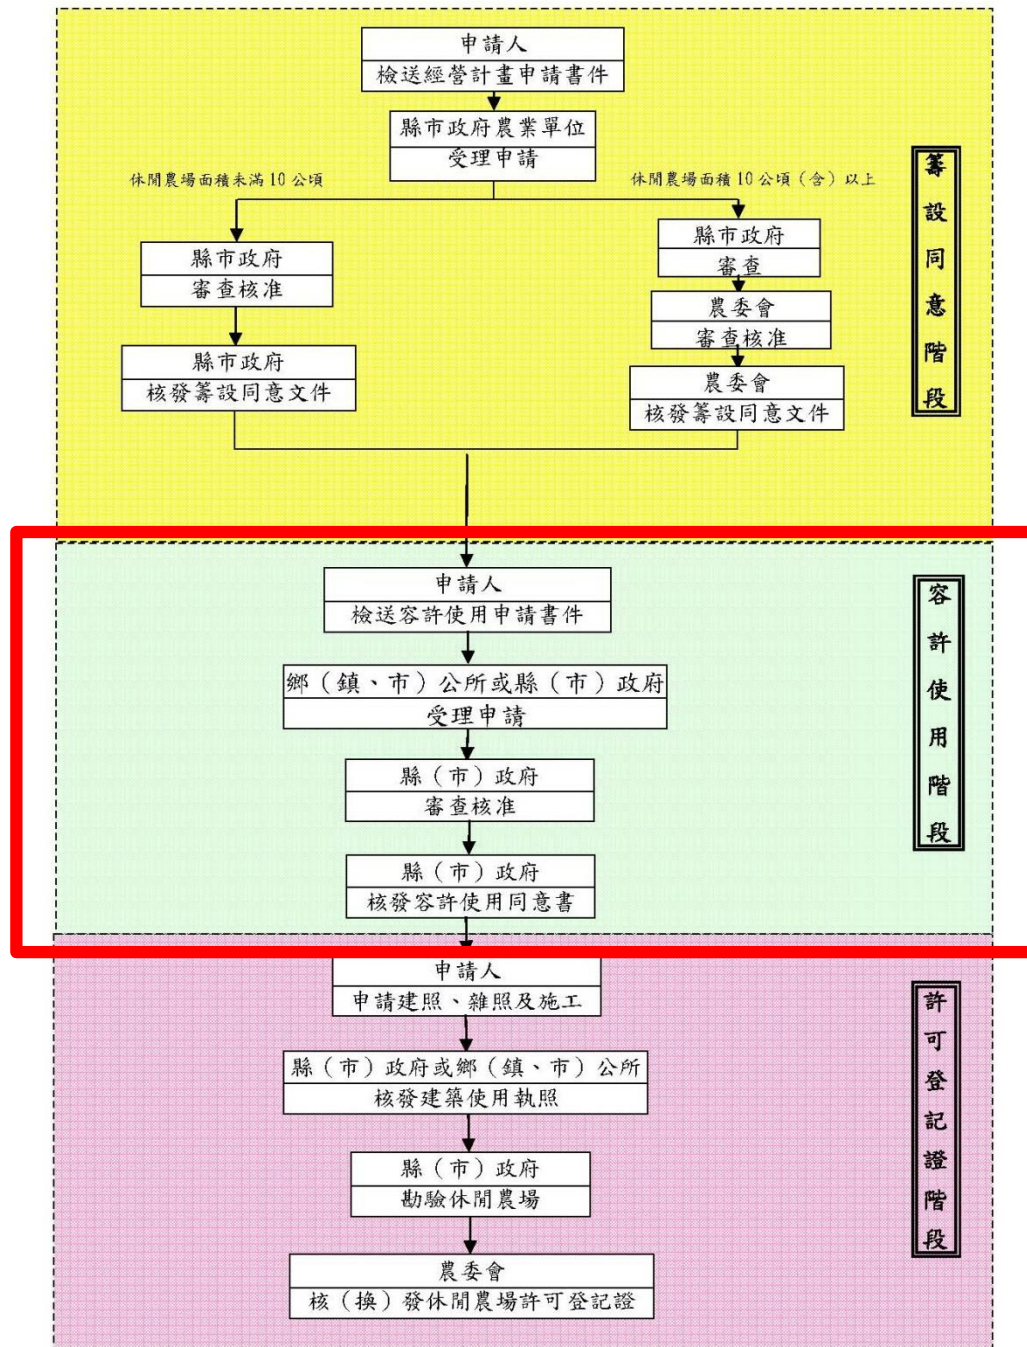 申請人
檢送經營計畫申請書件
縣市政府農業單位
受理申請
休閒農場面積未滿10公頃
休閒農場面積10公頃（含）以上
縣市政府
審查核准
縣市政府
核發籌設同意文件
縣市政府
審查
農委會
審查核准
農委會
核發籌設同意文件
籌設同意階段
申請人
檢送容許使用申請書件
鄉（鎮、市）公所或縣（市）政府
受理申請
縣（市）政府
審查核准
縣（市）政府
核發容許使用同意書
容許使用階段
申請人
申請建照、雜照及施工
縣（市）政府或鄉（鎮、市）公所
核發建築使用執照
縣（市）政府
勘驗休閒農場
農委會
核（換）發休閒農場許可登記證
許可登記證階段